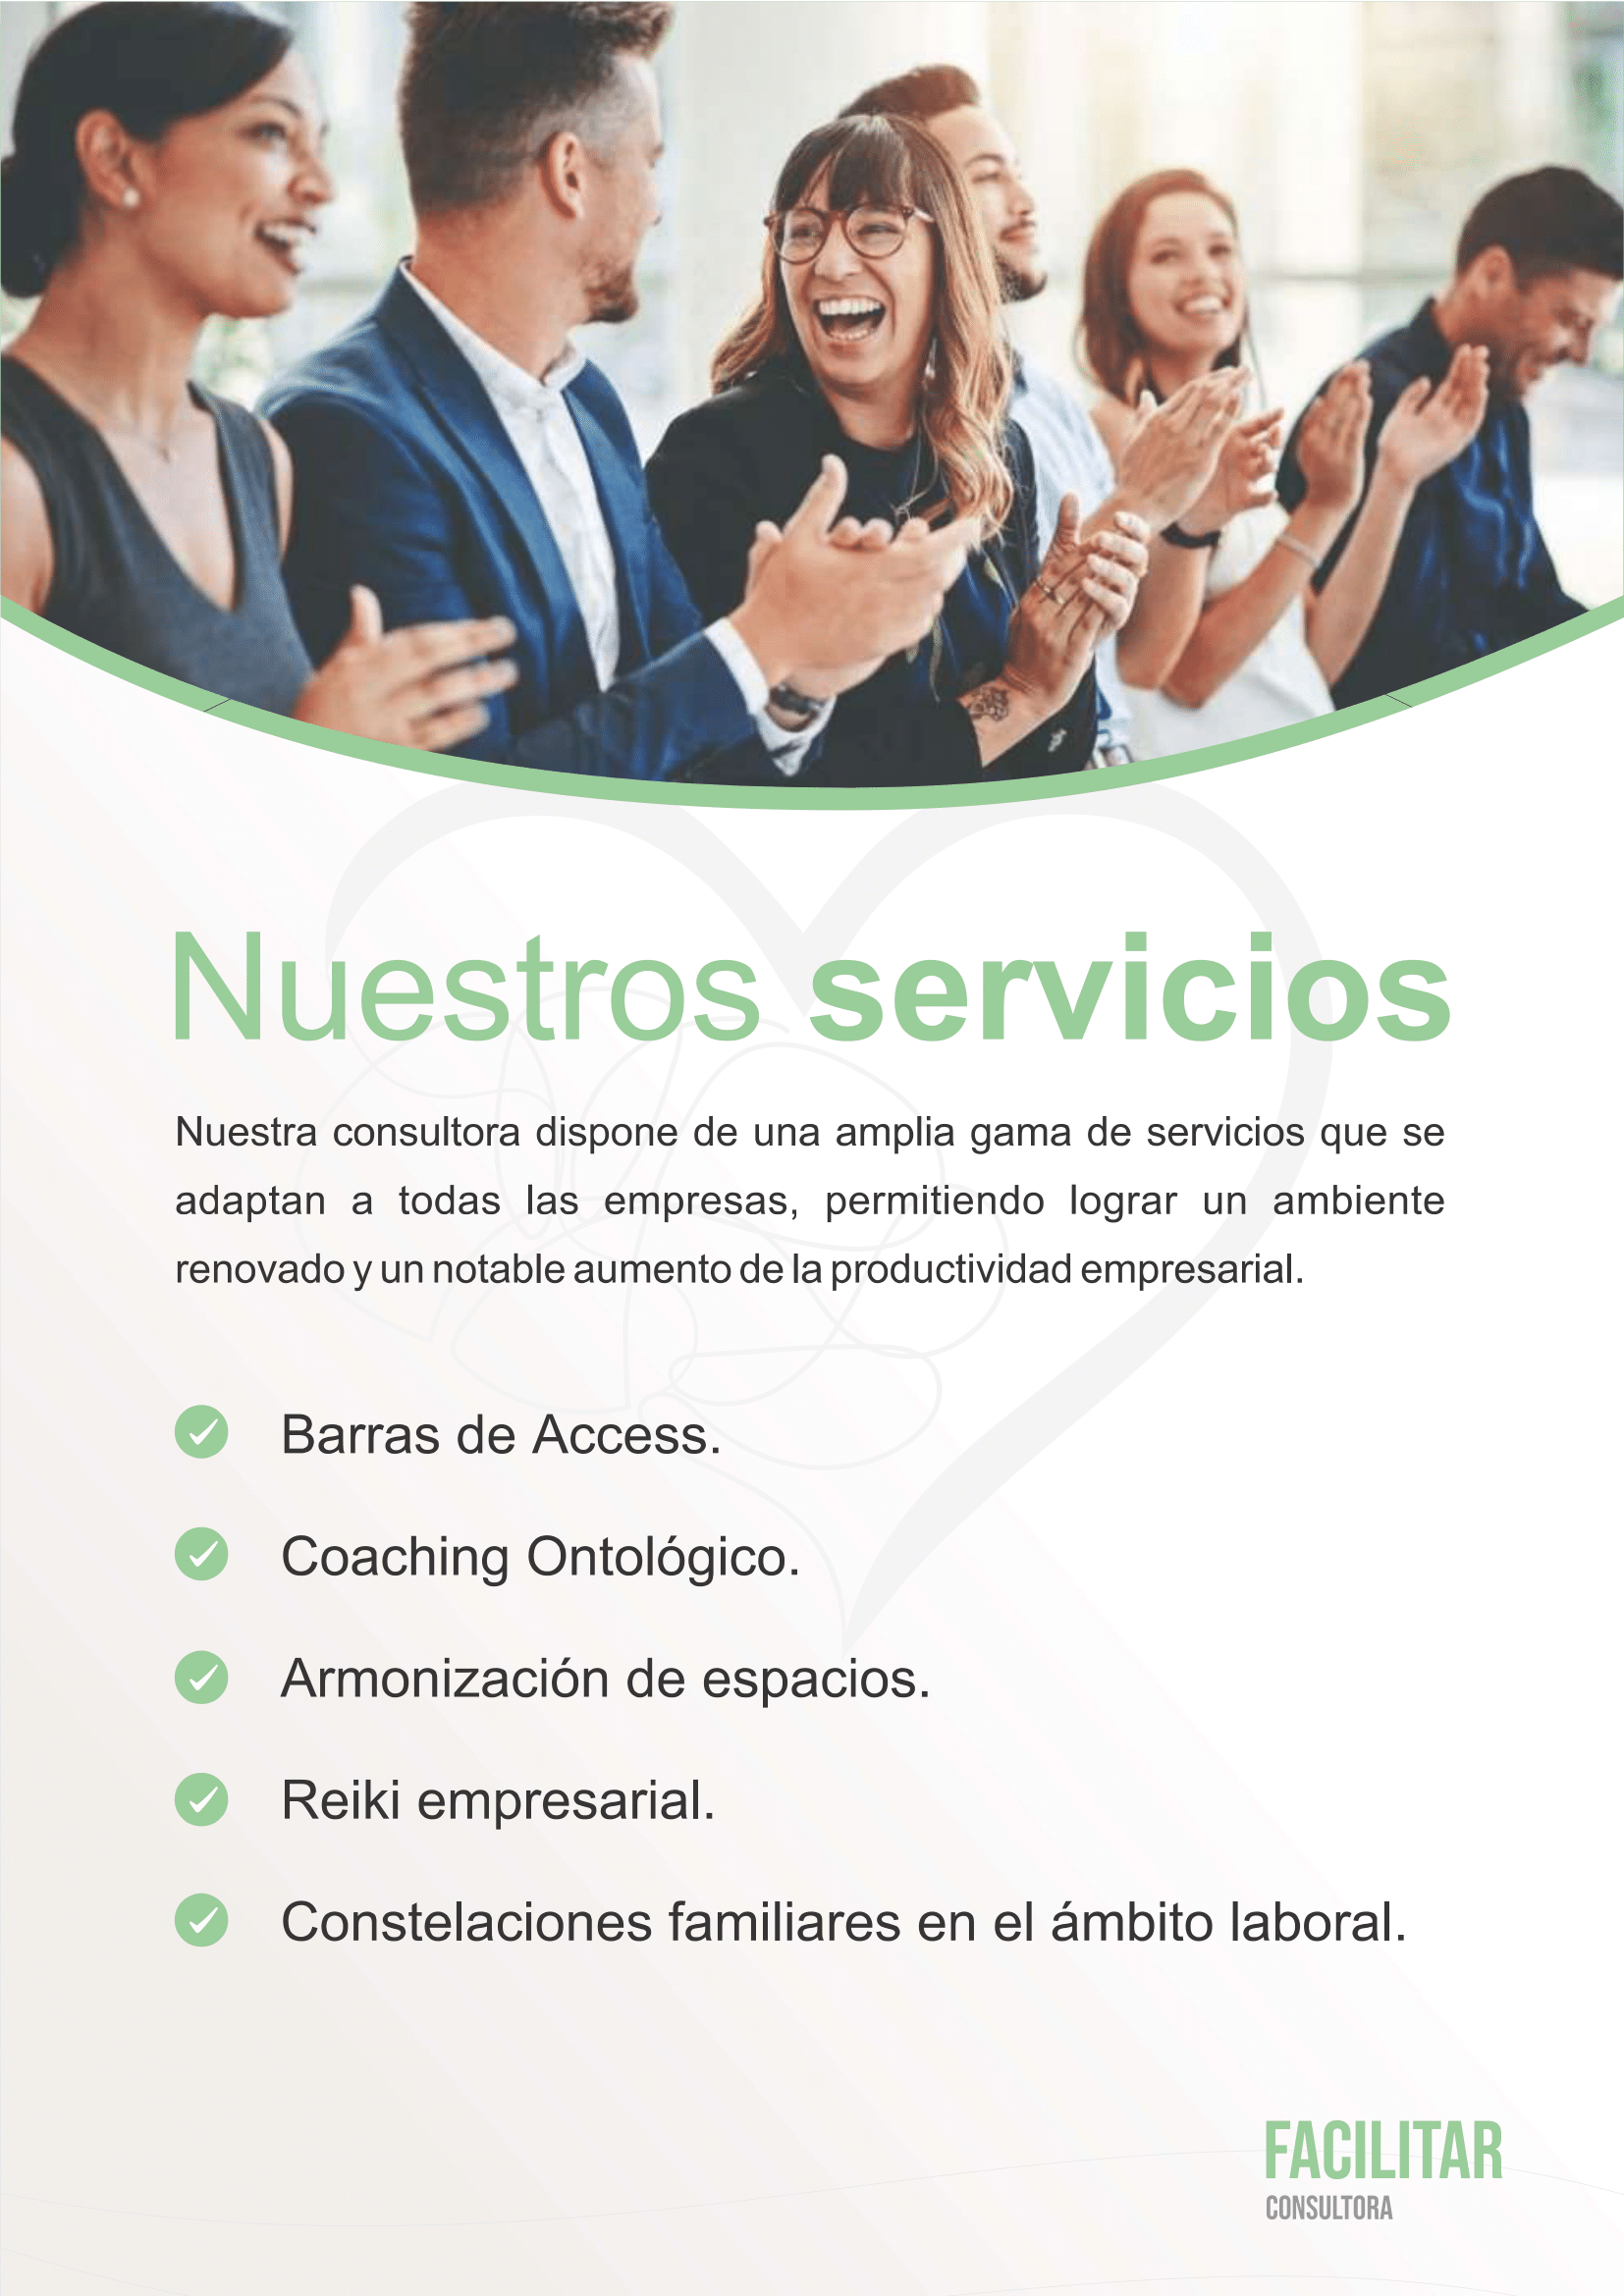 Nuestros servicios
Nuestra consultora dispone de una amplia gama de servicios que se
adaptan a todas las empresas, permitiendo lograr un ambiente
renovado y un notable aumento de la productividad empresarial.
Barras de Access.
Coaching Ontológico.
Armonización de espacios.
Reiki empresarial.
Constelaciones familiares en el ámbito laboral.
FACILITAR
CONSULTORA